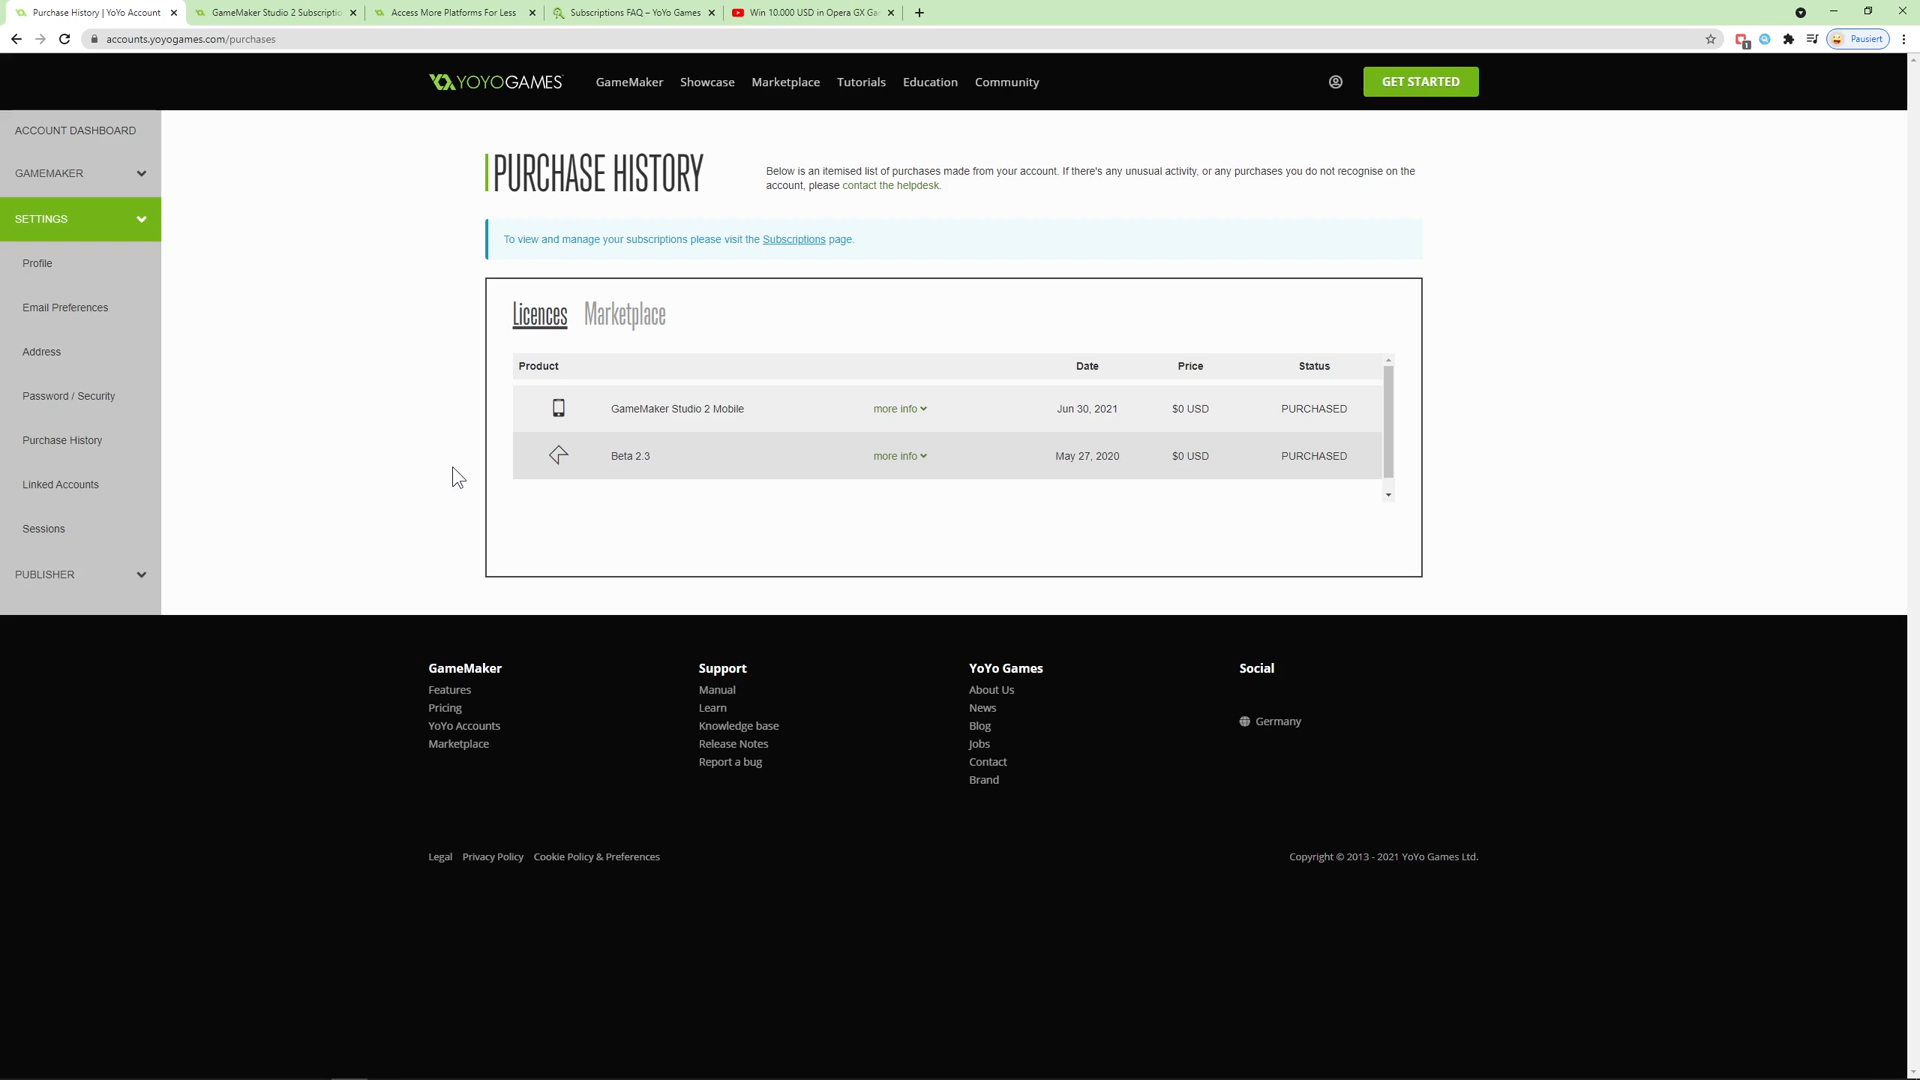 Purchase History | YoYo Account
GameMaker Studio 2 Subscriptio
Access More Platforms For Less
Subscriptions FAQ – YoYo Games
Win 10.000 USD in Opera GX Ga
accounts.yoyogames.com/purchases
1
Pausiert
YOYOGAMES
GameMaker
Showcase
Marketplace
Tutorials
Education
Community
GET STARTED
ACCOUNT DASHBOARD
GAMEMAKER
SETTINGS
Profile
Email Preferences
Address
Password / Security
Purchase History
Linked Accounts
Sessions
PUBLISHER
PURCHASE HISTORY
Below is an itemised list of purchases made from your account. If there's any unusual activity, or any purchases you do not recognise on the
account, please contact the helpdesk.
To view and manage your subscriptions please visit the Subscriptions page.
Licences Marketplace
Product Date Price Status
GameMaker Studio 2 Mobile more info Jun 30, 2021 $0 USD PURCHASED
Beta 2.3 more info May 27, 2020 $0 USD PURCHASED
GameMaker
Features
Pricing
YoYo Accounts
Marketplace
Support
Manual
Learn
Knowledge base
Release Notes
Report a bug
YoYo Games
About Us
News
Blog
Jobs
Contact
Brand
Social
Germany
Legal Privacy Policy Cookie Policy & Preferences
Copyright © 2013 - 2021 YoYo Games Ltd.